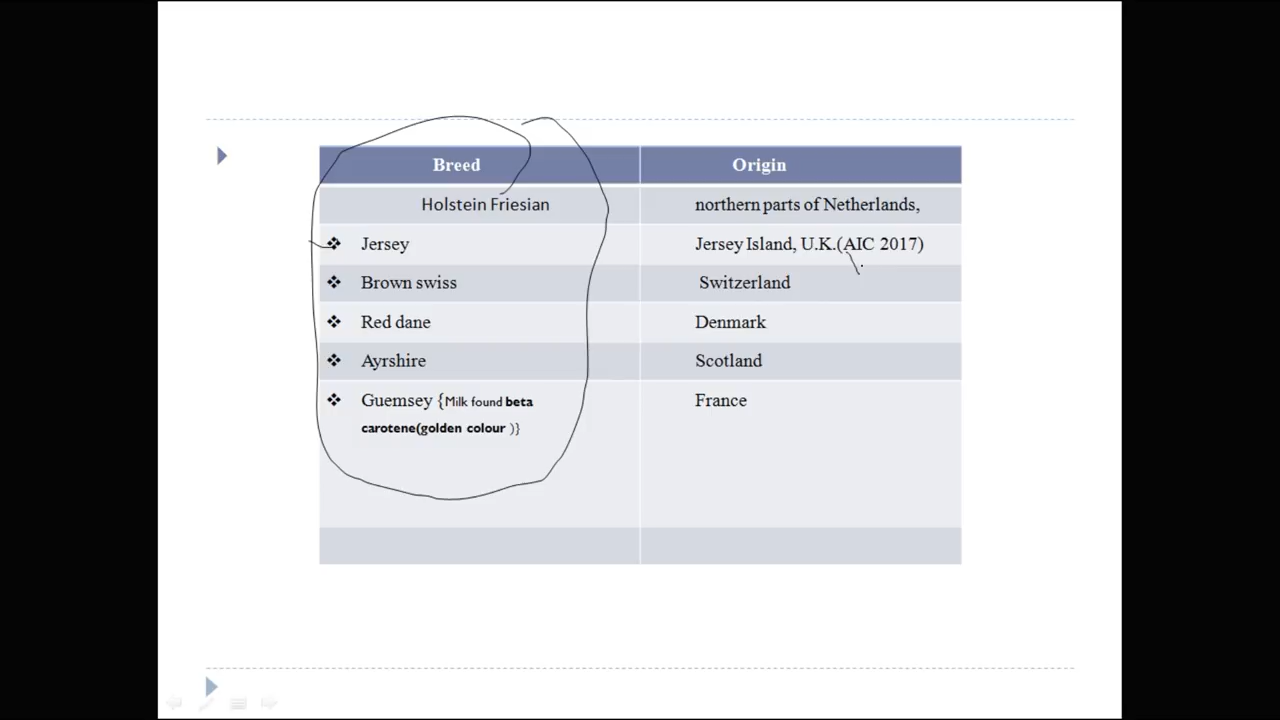 Breed Origin
Holstein Friesian northern parts of Netherlands,
❖ Jersey Jersey Island, U.K.(AIC 2017)
❖ Brown swiss Switzerland
❖ Red dane Denmark
❖ Ayrshire Scotland
❖ Guemsey {Milk found beta France
carotene(golden colour )}